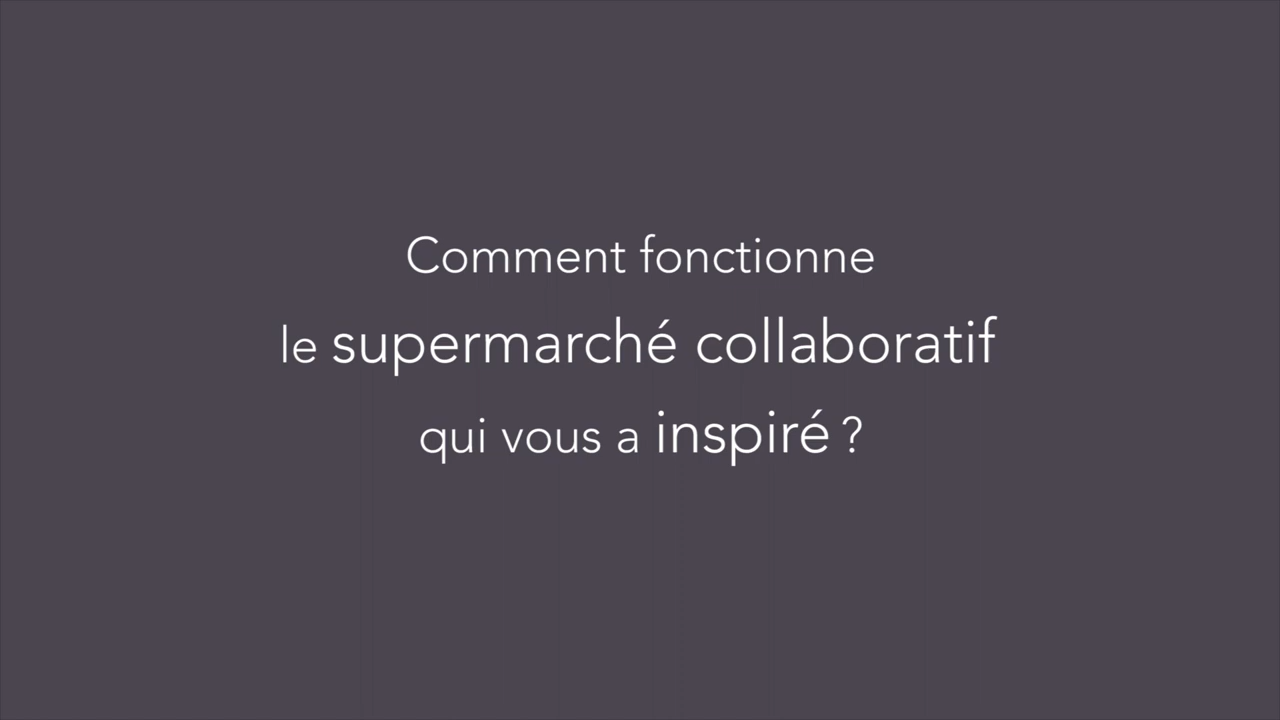 Comment fonctionne
le supermarché collaboratif
qui vous a inspiré ?